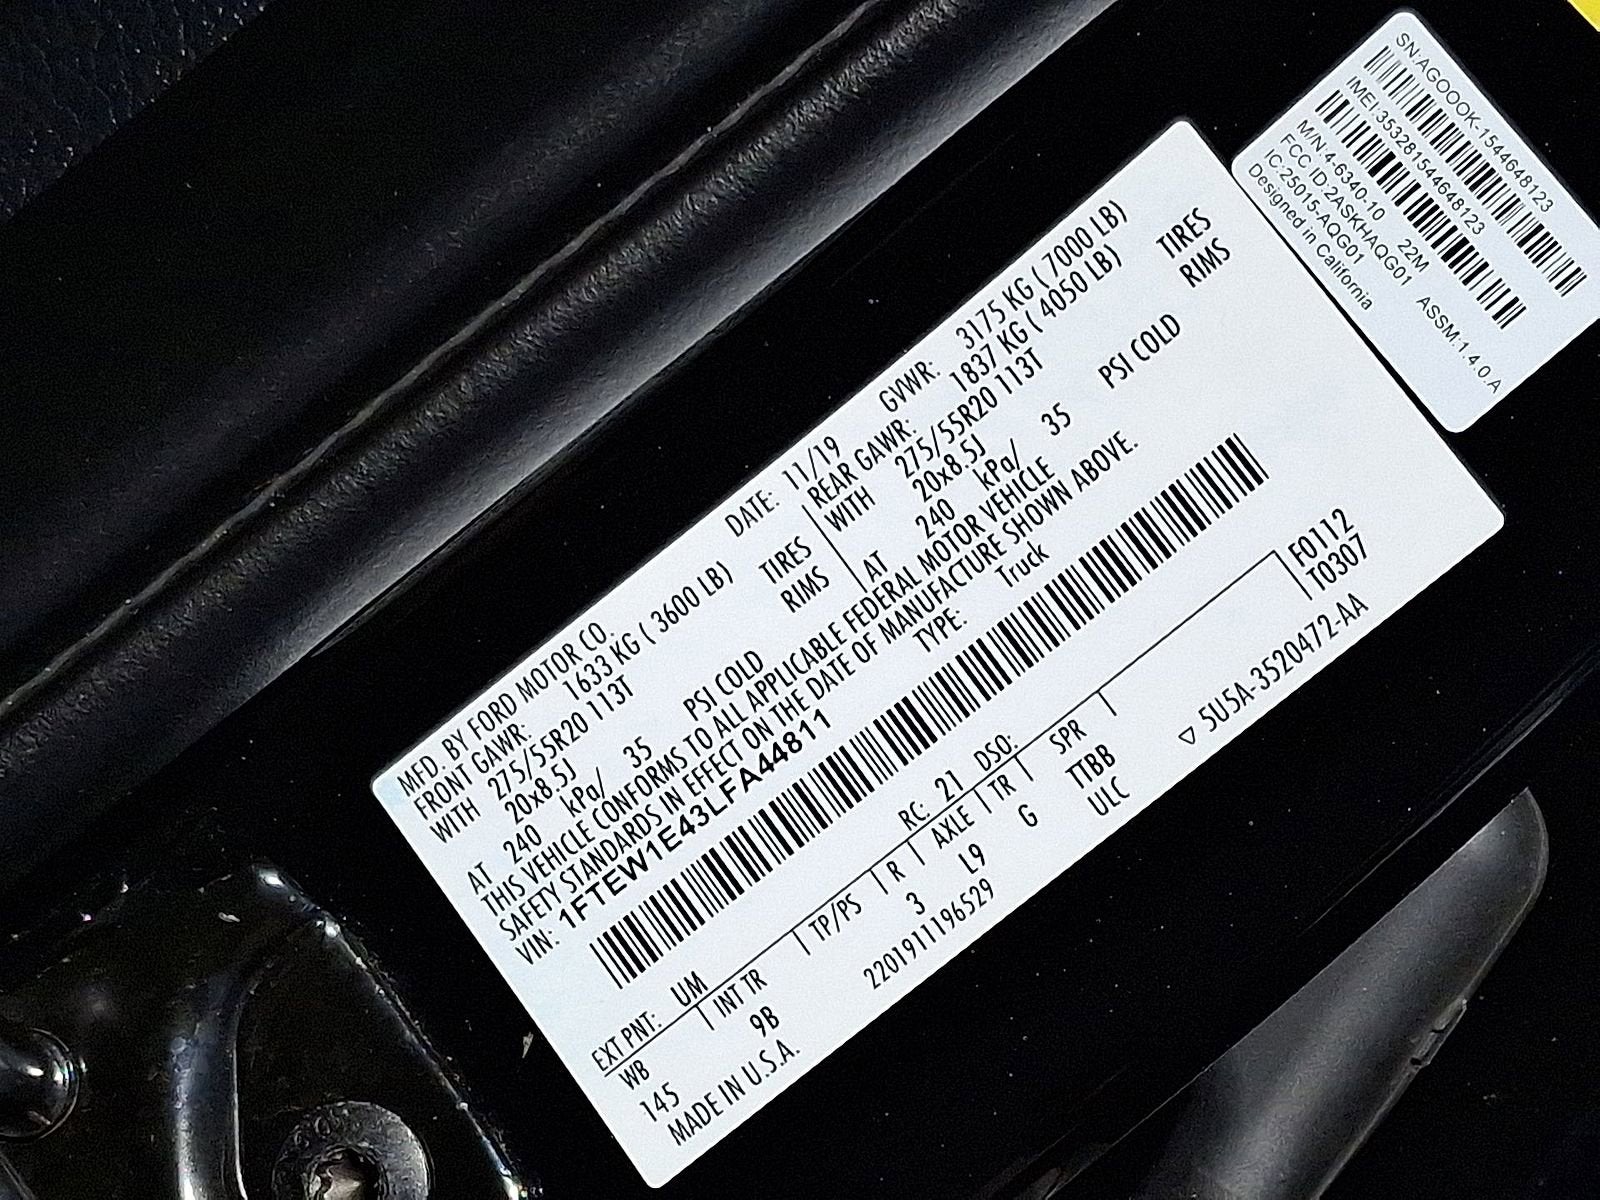 MFD. BY FORD MOTOR CO.
DATE: 11/19 GVWR: 3175 KG ( 7000 LB)
FRONT GAWR: 1633 KG ( 3600 LB) REAR GAWR: 1837 KG ( 4050 LB)
WITH 275/55R20 113T TIRES WITH 275/55R20 113T TIRES
20x8.5J RIMS 20x8.5J RIMS
AT 240 kPa/ 35 PSI COLD AT 240 kPa/ 35 PSI COLD
THIS VEHICLE CONFORMS TO ALL APPLICABLE FEDERAL MOTOR VEHICLE
SAFETY STANDARDS IN EFFECT ON THE DATE OF MANUFACTURE SHOWN ABOVE.
VIN: 1FTEW1E43LFA44811 TYPE: Truck
EXT PNT: UM RC: 21 DSO: F0112
WB INT TR TP/PS R AXLE TR SPR T0307
145 9B 3 L9 G TTBB
MADE IN U.S.A. 2201911196529 ULC
▽ 5U5A-3520472-AA
SN:AGOOOK-1544648123
IMEI:353281544648123
M/N:4-6340-10 22M
FCC ID:2ASKHAQG01
IC:25015-AQG01 ASSM:1.4.0.A
Designed in California